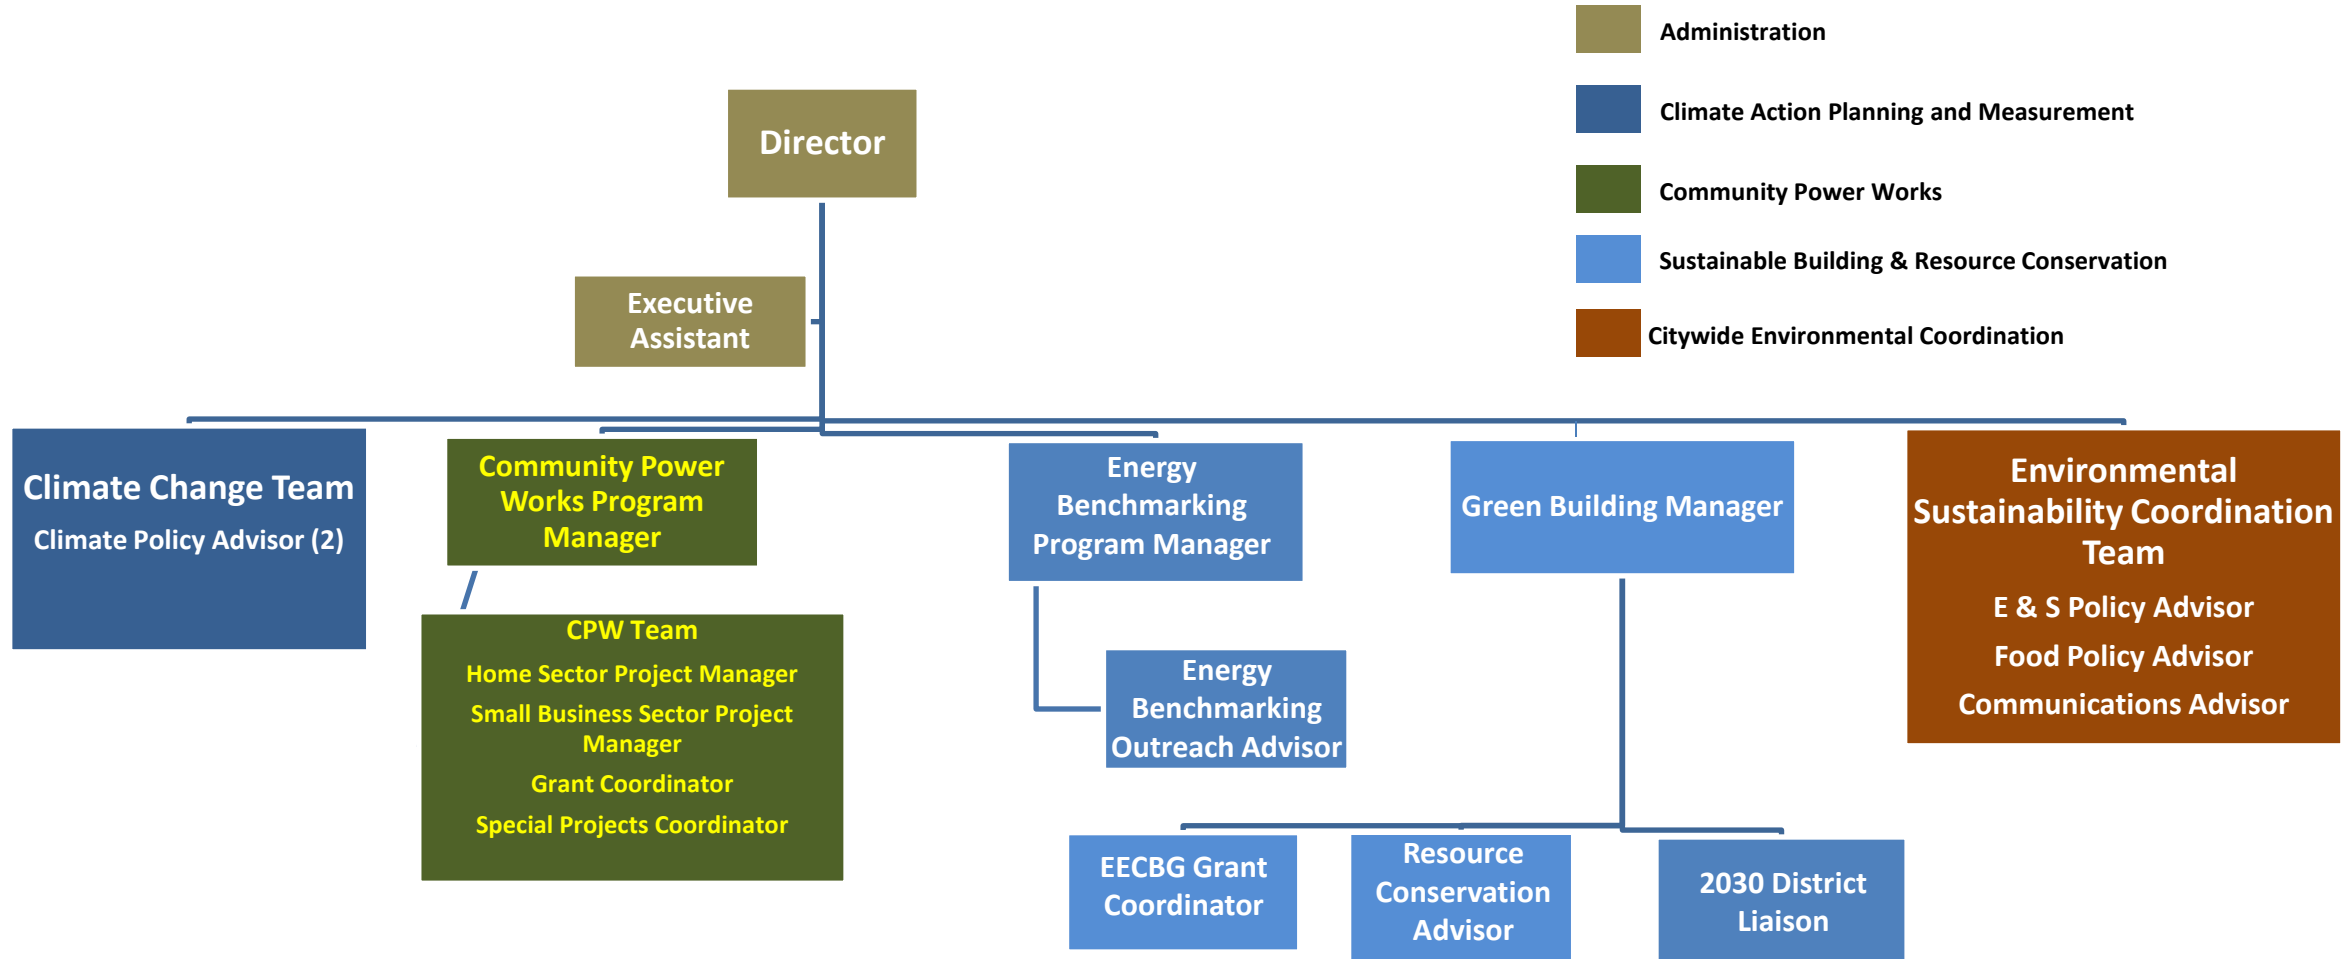 Administration
Climate Action Planning and Measurement
Community Power Works
Sustainable Building & Resource Conservation
Citywide Environmental Coordination
Director
Executive
Assistant
Climate Change Team
Climate Policy Advisor (2)
Community Power
Works Program
Manager
CPW Team
Home Sector Project Manager
Small Business Sector Project
Manager
Grant Coordinator
Special Projects Coordinator
Energy
Benchmarking
Program Manager
Energy
Benchmarking
Outreach Advisor
Green Building Manager
EECBG Grant
Coordinator
Resource
Conservation
Advisor
2030 District
Liaison
Environmental
Sustainability Coordination
Team
E & S Policy Advisor
Food Policy Advisor
Communications Advisor